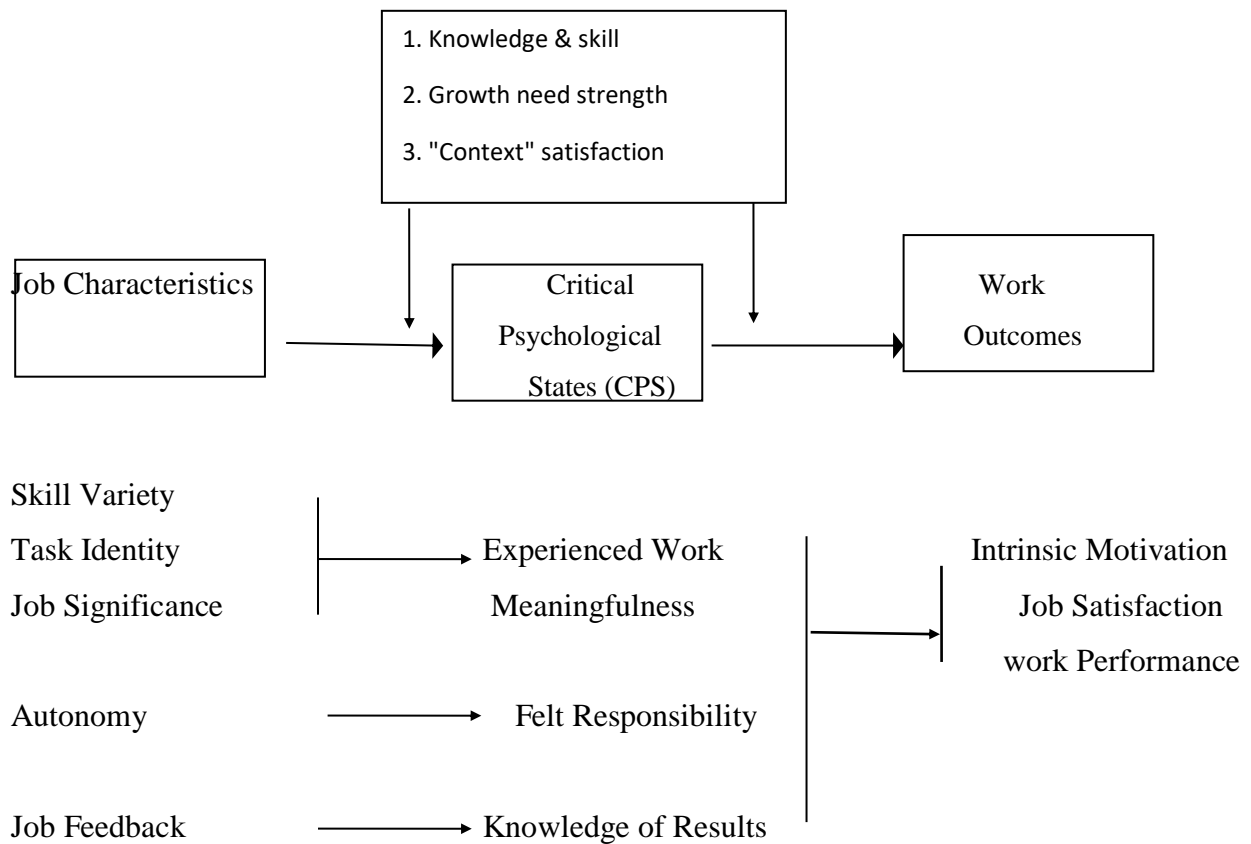 1. Knowledge & skill
2. Growth need strength
3. "Context" satisfaction
Job Characteristics
Critical
Psychological
States (CPS)
Work
Outcomes
Skill Variety
Task Identity
Job Significance
Experienced Work
Meaningfulness
Intrinsic Motivation
Job Satisfaction
work Performance
Autonomy
Felt Responsibility
Job Feedback
Knowledge of Results